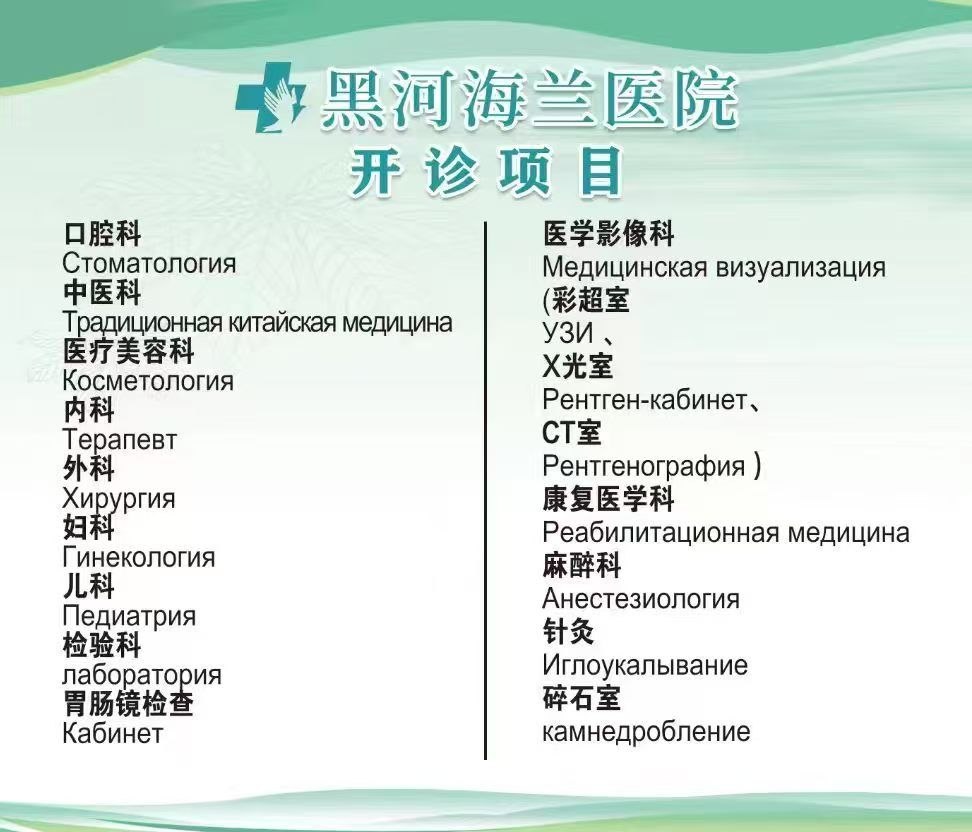 黑河海兰医院
开诊项目
口腔科
Стоматология
中医科
Традиционная китайская медицина
医疗美容科
Косметология
内科
Терапевт
外科
Хирургия
妇科
Гинекология
儿科
Педиатрия
检验科
лаборатория
胃肠镜检查
Кабинет
医学影像科
Медицинская визуализация
(彩超室
УЗИ 、
X光室
Рентген-кабинет、
CT室
Рентгенография )
康复医学科
Реабилитационная медицина
麻醉科
Анестезиология
针灸
Иглоукалывание
碎石室
камнедробление